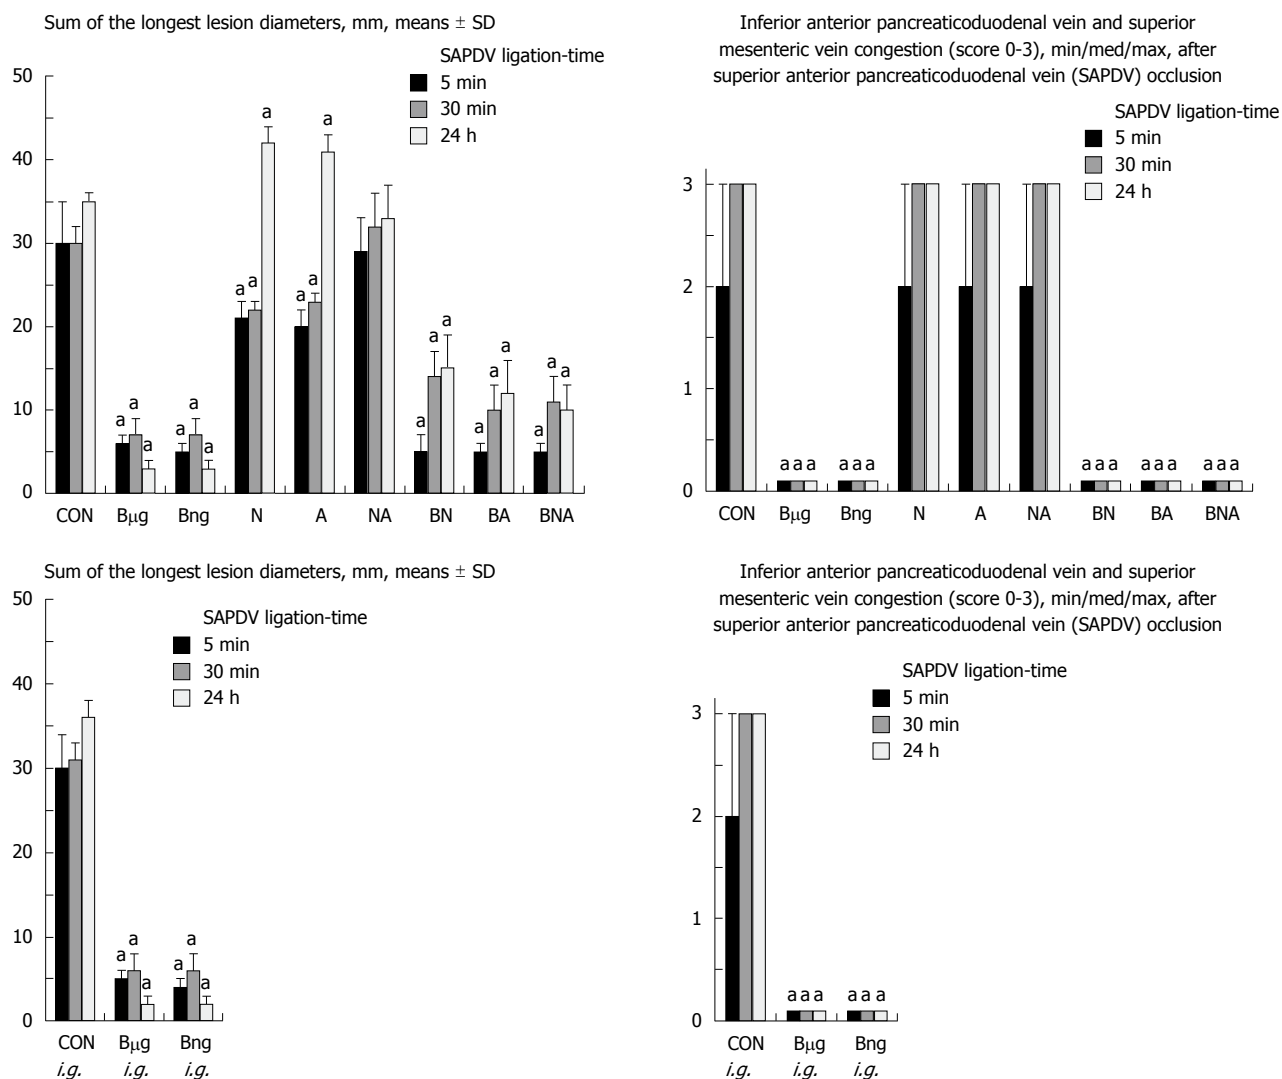 Sum of the longest lesion diameters, mm, means ± SD
SAPDV ligation-time
5 min
30 min
24 h
50
40
30
20
10
0
a a a a a a a a a a a a a a a a a a a a a
CON Bμg Bng N A NA BN BA BNA
Inferior anterior pancreaticoduodenal vein and superior
mesenteric vein congestion (score 0-3), min/med/max, after
superior anterior pancreaticoduodenal vein (SAPDV) occlusion
SAPDV ligation-time
5 min
30 min
24 h
3
2
1
0
a a a a a a a a a a a a a a a
CON Bμg Bng N A NA BN BA BNA
Sum of the longest lesion diameters, mm, means ± SD
SAPDV ligation-time
5 min
30 min
24 h
50
40
30
20
10
0
a a a a a a
CON Bμg Bng
i.g. i.g. i.g.
Inferior anterior pancreaticoduodenal vein and superior
mesenteric vein congestion (score 0-3), min/med/max, after
superior anterior pancreaticoduodenal vein (SAPDV) occlusion
SAPDV ligation-time
5 min
30 min
24 h
3
2
1
0
a a a a a a
CON Bμg Bng
i.g. i.g. i.g.